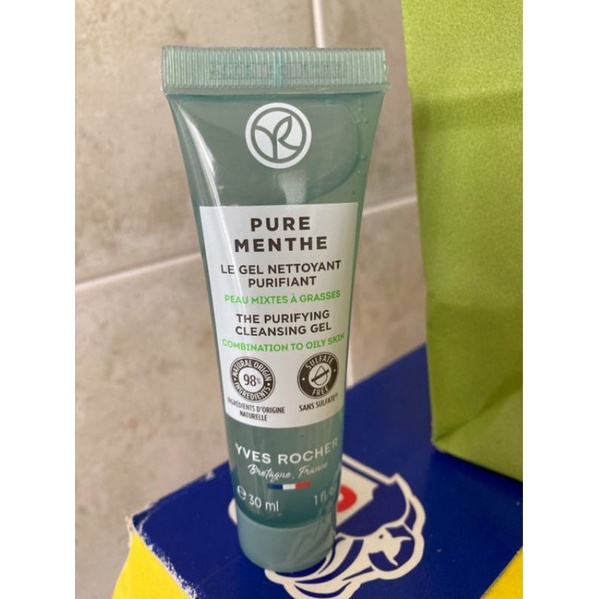 PURE
MENTHE
LE GEL NETTOYANT
PURIFIANT
PEAU MIXTES À GRASSES
THE PURIFYING
CLEANSING GEL
COMBINATION TO OILY SKIN
NATURAL ORIGIN
98%
INGREDIENTS
INGRÉDIENTS D'ORIGINE
NATURELLE
SULFATE
FREE
SANS SULFATE
YVES ROCHER
Bretagne, France
e 30 ml
1 fl.